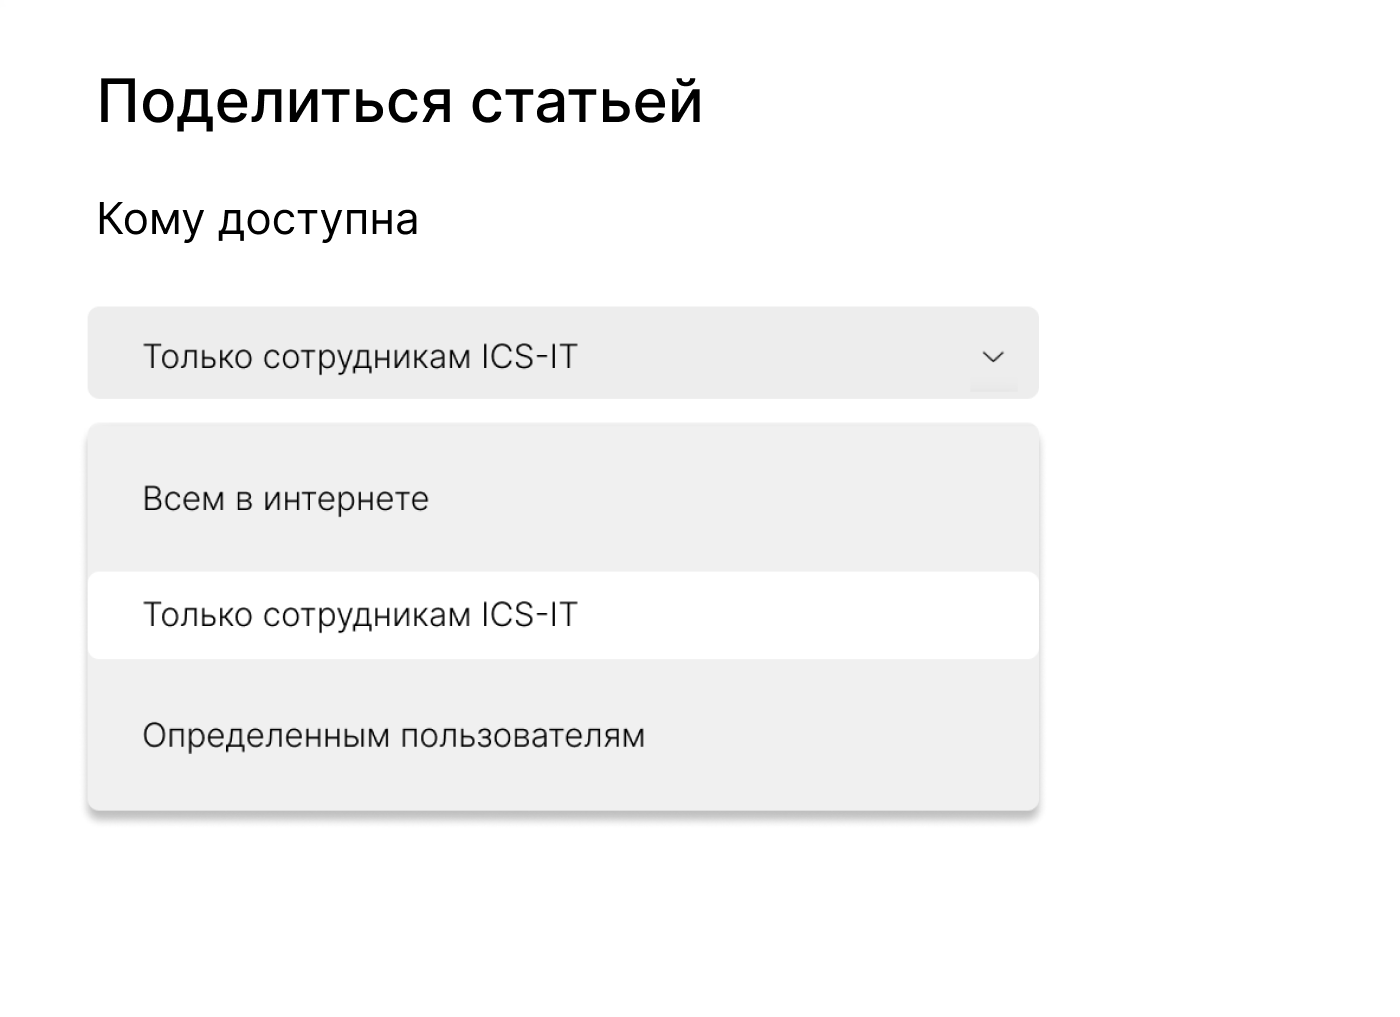 Поделиться статьей
Кому доступна
Только сотрудникам ICS-IT
Всем в интернете
Только сотрудникам ICS-IT
Определенным пользователям